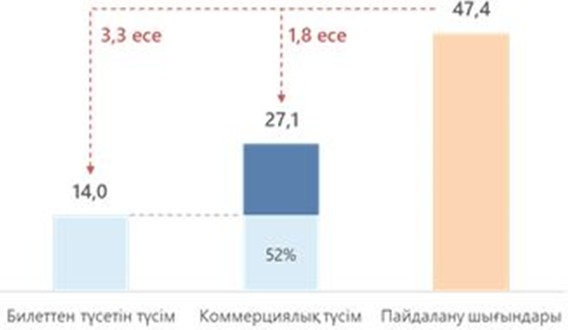 47,4
3,3 есе
1,8 есе
27,1
14,0
52%
Билеттен түсетін түсім
Коммерциялық түсім
Пайдалану шығындары